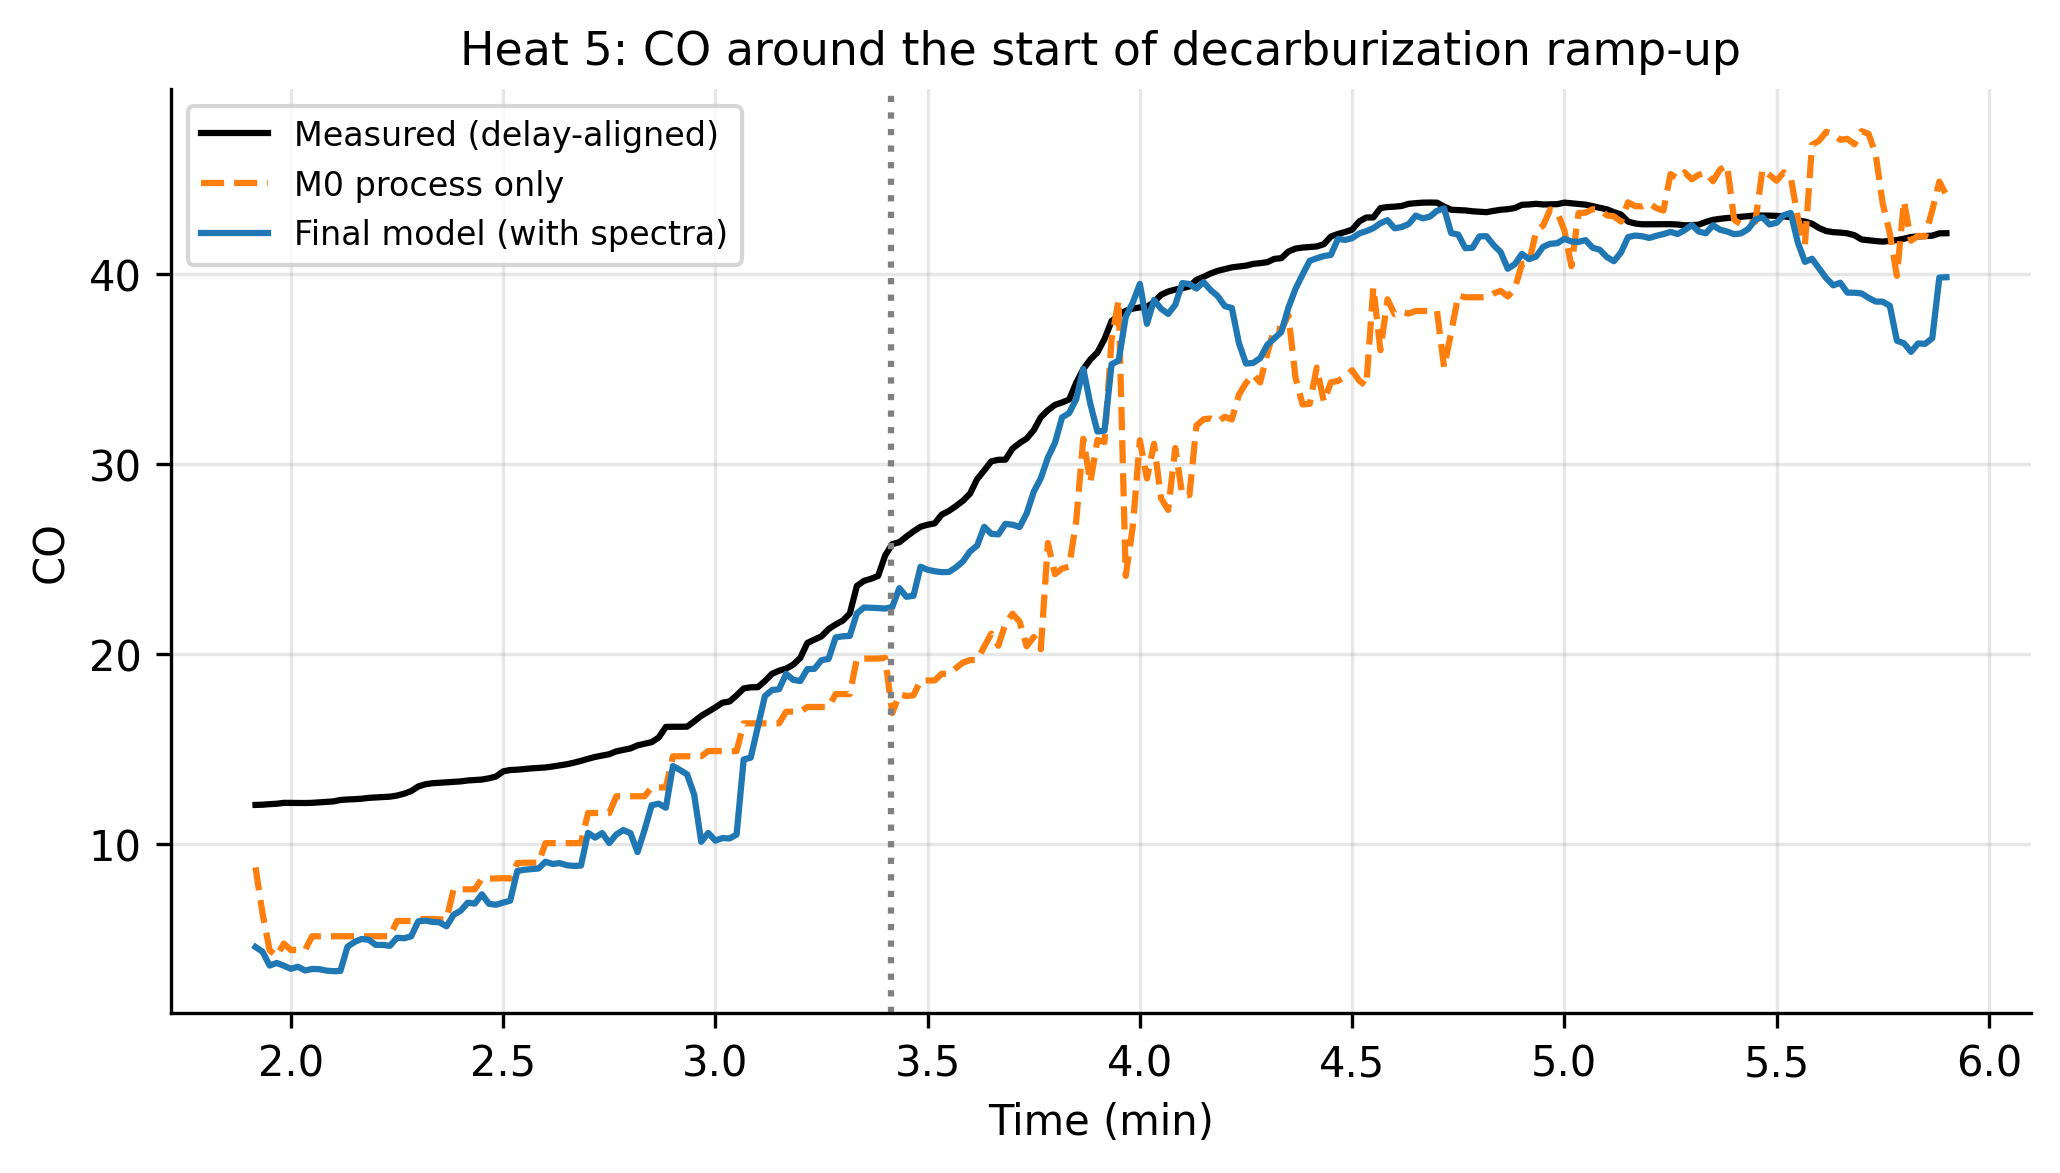 Heat 5: CO around the start of decarburization ramp-up
Measured (delay-aligned)
M0 process only
Final model (with spectra)
CO
40
30
20
10
2.0 2.5 3.0 3.5 4.0 4.5 5.0 5.5 6.0
Time (min)